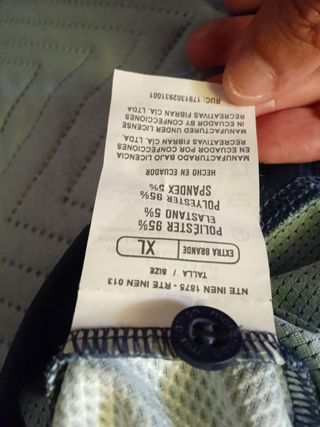 NTE INEN 1875 - RTE INEN 013
TALLA / SIZE
EXTRA GRANDE XL
POLIESTER 95%
ELASTANO 5%
POLYESTER 95%
SPANDEX 5%
HECHO EN ECUADOR
MANUFACTURADO BAJO LICENCIA
EN ECUADOR POR CONFECCIONES
RECREATIVAS FIBRAN CIA. LTDA.
MANUFACTURED UNDER LICENSE
IN ECUADOR BY CONFECCIONES
RECREATIVAS FIBRAN CIA. LTDA
RUC: 1791302931001